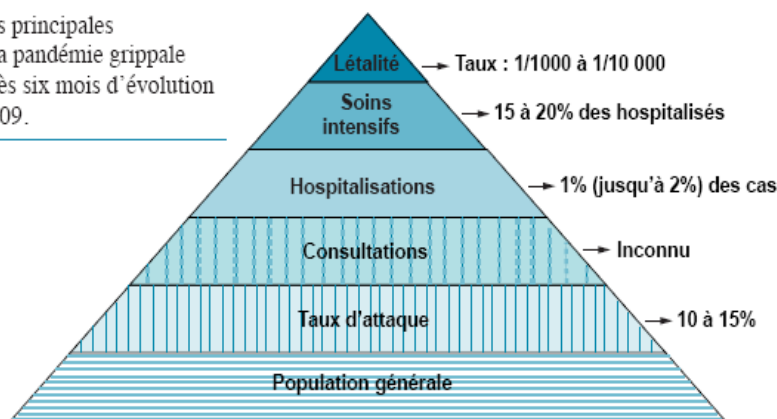 s principales
a pandémie grippale
ès six mois d'évolution
09.
Létalité → Taux : 1/1000 à 1/10 000
Soins
intensifs → 15 à 20% des hospitalisés
Hospitalisations → 1% (jusqu'à 2%) des cas
Consultations → Inconnu
Taux d'attaque → 10 à 15%
Population générale